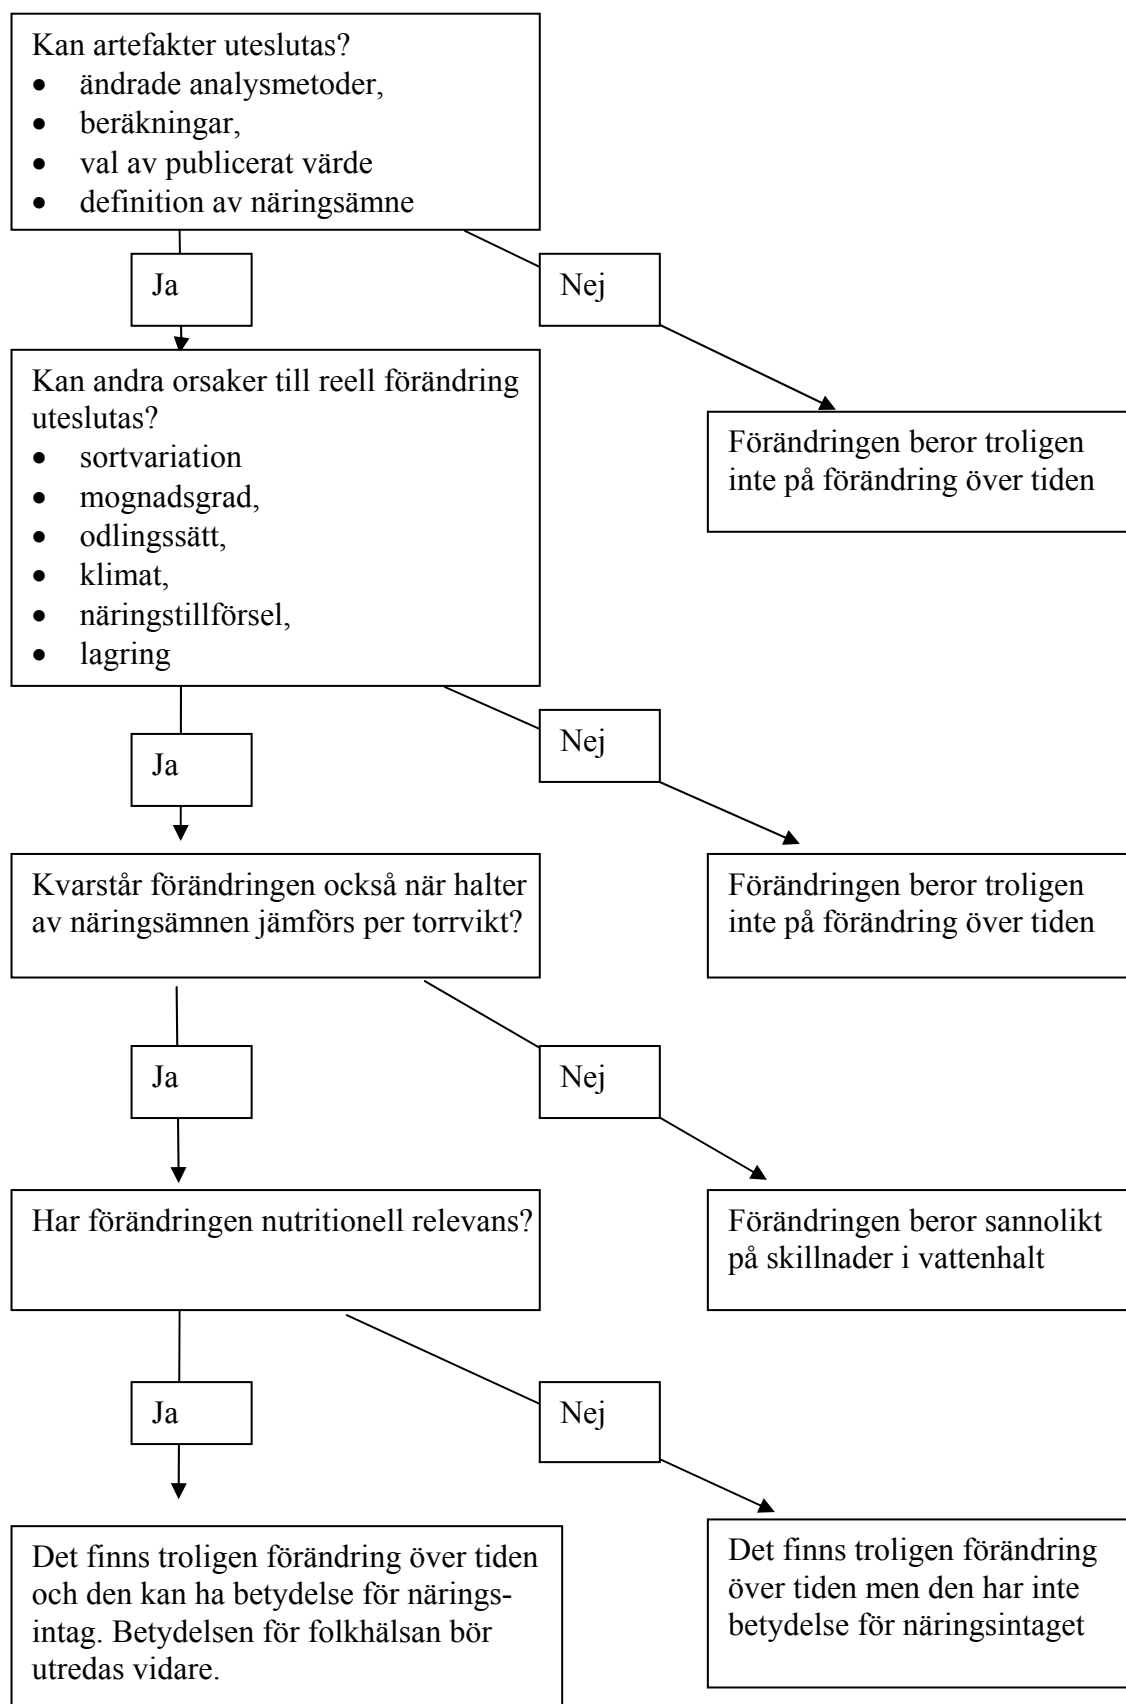 Kan artefakter uteslutas?
• ändrade analysmetoder,
• beräkningar,
• val av publicerat värde
• definition av näringsämne
Ja
Nej
Kan andra orsaker till reell förändring
uteslutas?
• sortvariation
• mognadsgrad,
• odlingssätt,
• klimat,
• näringstillförsel,
• lagring
Förändringen beror troligen
inte på förändring över tiden
Ja
Nej
Kvarstår förändringen också när halter
av näringsämnen jämförs per torrvikt?
Förändringen beror troligen
inte på förändring över tiden
Ja
Nej
Har förändringen nutritionell relevans?
Förändringen beror sannolikt
på skillnader i vattenhalt
Ja
Nej
Det finns troligen förändring över tiden
och den kan ha betydelse för närings-
intag. Betydelsen för folkhälsan bör
utredas vidare.
Det finns troligen förändring
över tiden men den har inte
betydelse för näringsintaget